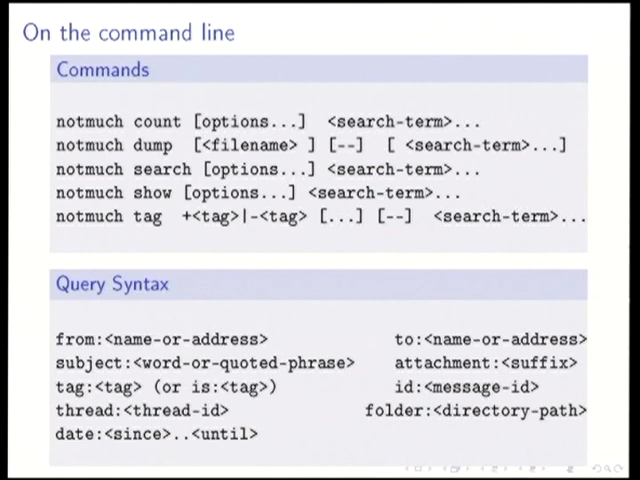 On the command line
Commands
notmuch count [options...] <search-term>...
notmuch dump [<filename> ] [--] [ <search-term>...]
notmuch search [options...] <search-term>...
notmuch show [options...] <search-term>...
notmuch tag +<tag>|-<tag> [...] [--] <search-term>...
Query Syntax
from:<name-or-address> to:<name-or-address>
subject:<word-or-quoted-phrase> attachment:<suffix>
tag:<tag> (or is:<tag>) id:<message-id>
thread:<thread-id> folder:<directory-path>
date:<since>..<until>